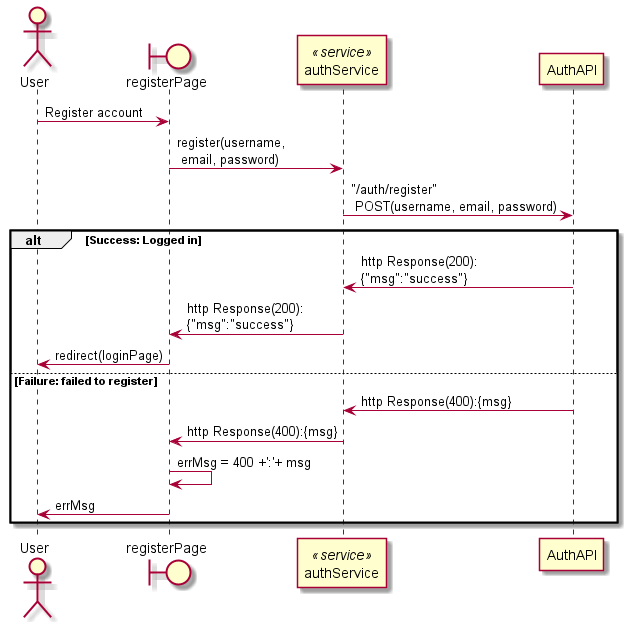 « service »
User
registerPage
authService
AuthAPI
Register account
register(username,
email, password)
"/auth/register"
POST(username, email, password)
alt
[Success: Logged in]
http Response(200):
{"msg":"success"}
http Response(200):
{"msg":"success"}
redirect(loginPage)
[Failure: failed to register]
http Response(400):{msg}
http Response(400):{msg}
errMsg = 400 +':'+ msg
errMsg
User
registerPage
« service »
authService
AuthAPI